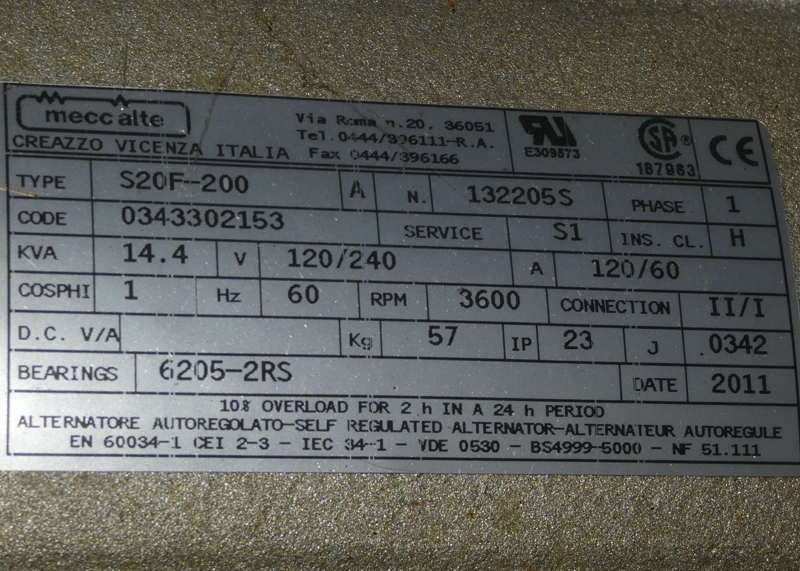 mecc alte
Via Roma n.20, 36051
Tel.0444/396111-R.A.
CREAZZO VICENZA ITALIA Fax 0444/396166
E309573
SA ® 187963
CE
TYPE S20F-200 A N. 132205S PHASE 1
CODE 0343302153 SERVICE S1 INS. CL. H
KVA 14.4 V 120/240 A 120/60
COSPHI 1 Hz 60 RPM 3600 CONNECTION II/I
D.C. V/A Kg 57 IP 23 J .0342
BEARINGS 6205-2RS DATE 2011
10% OVERLOAD FOR 2 h IN A 24 h PERIOD
ALTERNATORE AUTOREGOLATO-SELF REGULATED ALTERNATOR-ALTERNATEUR AUTOREGULE
EN 60034-1 CEI 2-3 - IEC 34-1 - VDE 0530 - BS4999-5000 - NF 51.111